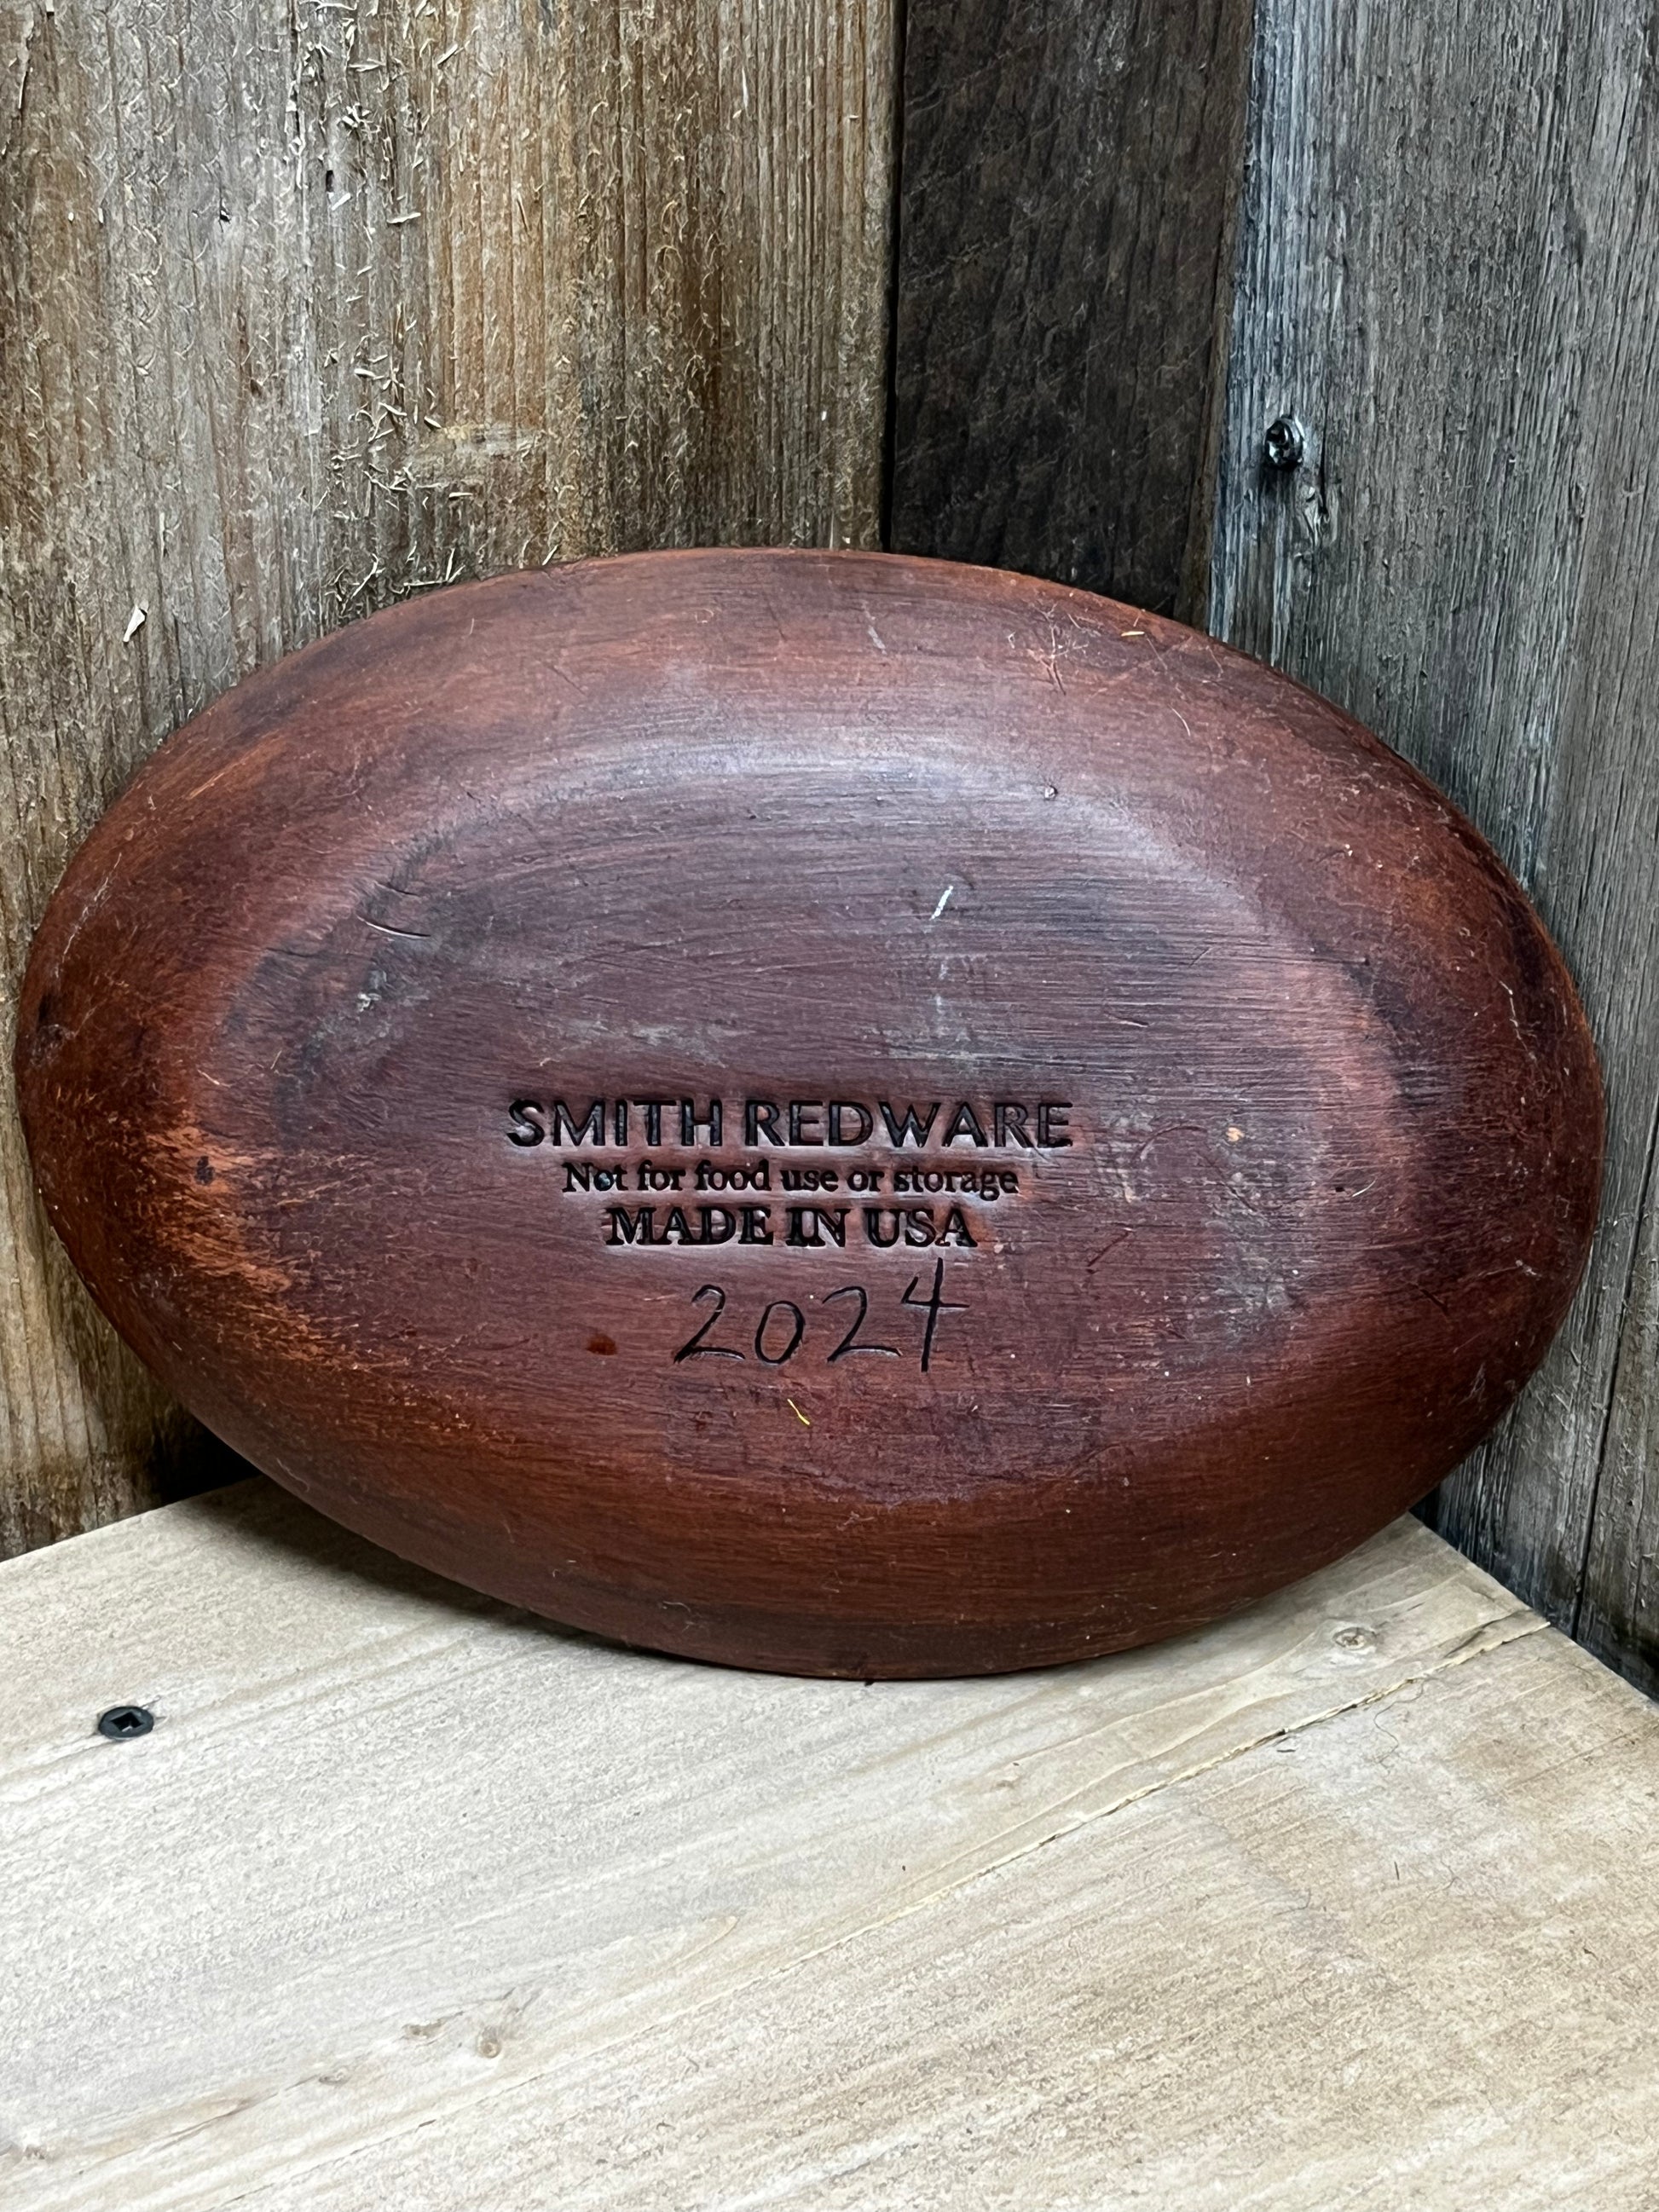 SMITH REDWARE
Not for food use or storage
MADE IN USA
2024